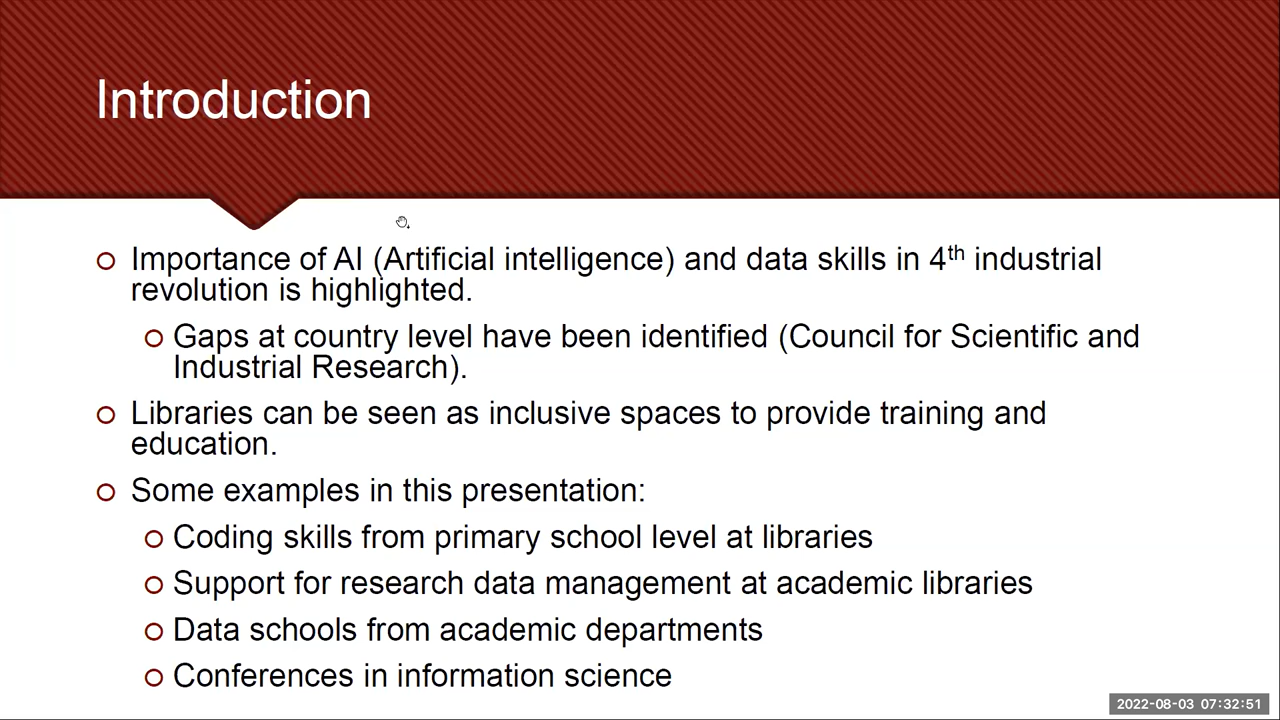 Introduction
Importance of AI (Artificial intelligence) and data skills in 4th industrial
revolution is highlighted.
Gaps at country level have been identified (Council for Scientific and
Industrial Research).
Libraries can be seen as inclusive spaces to provide training and
education.
Some examples in this presentation:
Coding skills from primary school level at libraries
Support for research data management at academic libraries
Data schools from academic departments
Conferences in information science
2022-08-03 07:32:51